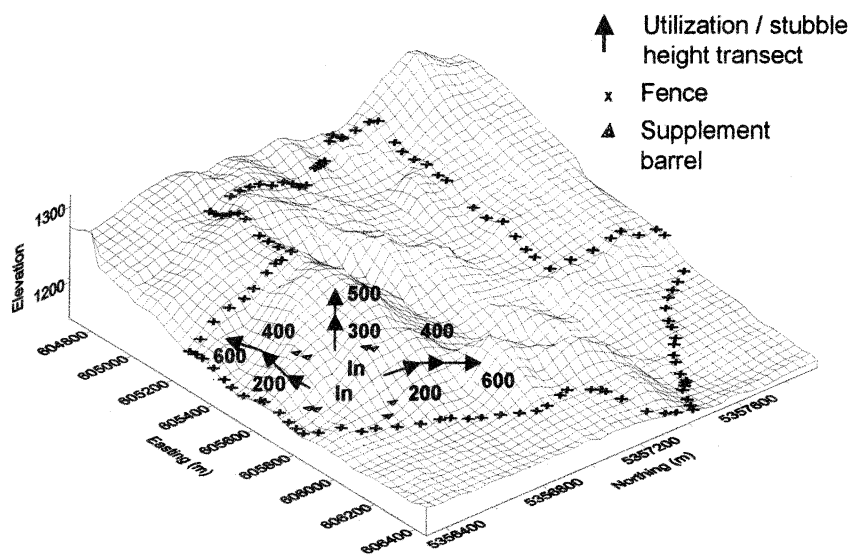 Utilization / stubble
height transect
Fence
Supplement
barrel
1300
1200
Elevation
500
400
300
400
600
In
200
In
200
600
604800
605000
605200
605400
605600
605800
606000
606200
606400
Easting (m)
5356400
5356800
5357200
5357600
Northing (m)